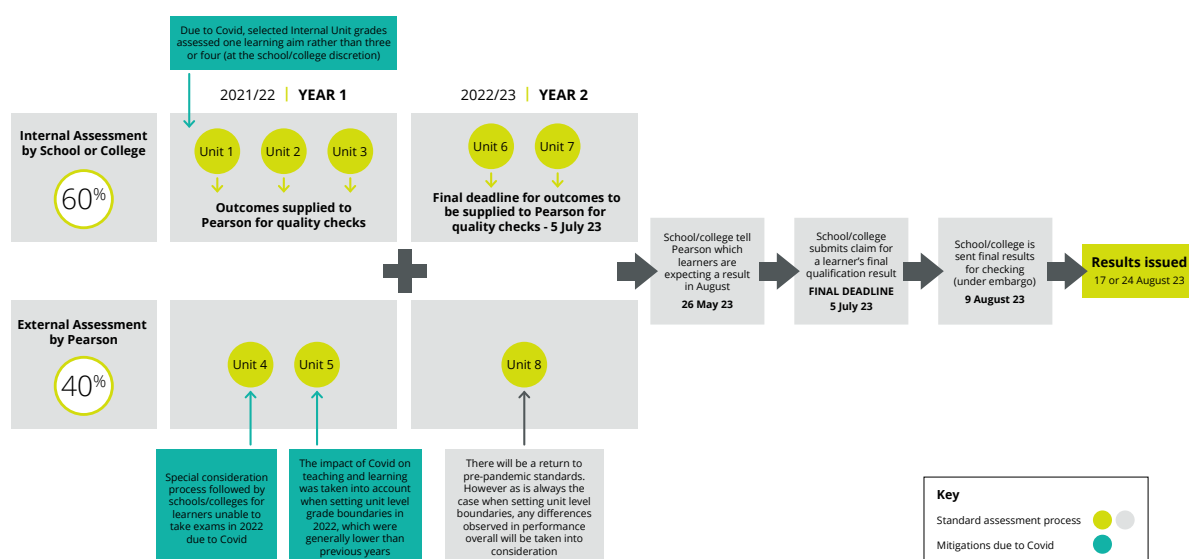 Due to Covid, selected Internal Unit grades
assessed one learning aim rather than three
or four (at the school/college discretion)
2021/22 | YEAR 1
2022/23 | YEAR 2
Internal Assessment
by School or College
60%
Unit 1
Unit 2
Unit 3
Outcomes supplied to
Pearson for quality checks
Unit 6
Unit 7
Final deadline for outcomes to
be supplied to Pearson for
quality checks - 5 July 23
External Assessment
by Pearson
40%
Unit 4
Unit 5
Unit 8
School/college tell
Pearson which
learners are
expecting a result
in August
26 May 23
School/college
submits claim for
a learner's final
qualification result
FINAL DEADLINE
5 July 23
School/college is
sent final results
for checking
(under embargo)
9 August 23
Results issued
17 or 24 August 23
Special consideration
process followed by
schools/colleges for
learners unable to
take exams in 2022
due to Covid
The impact of Covid on
teaching and learning
was taken into account
when setting unit level
grade boundaries in
2022, which were
generally lower than
previous years
There will be a return to
pre-pandemic standards.
However as is always the
case when setting unit level
boundaries, any differences
observed in performance
overall will be taken into
consideration
Key
Standard assessment process
Mitigations due to Covid